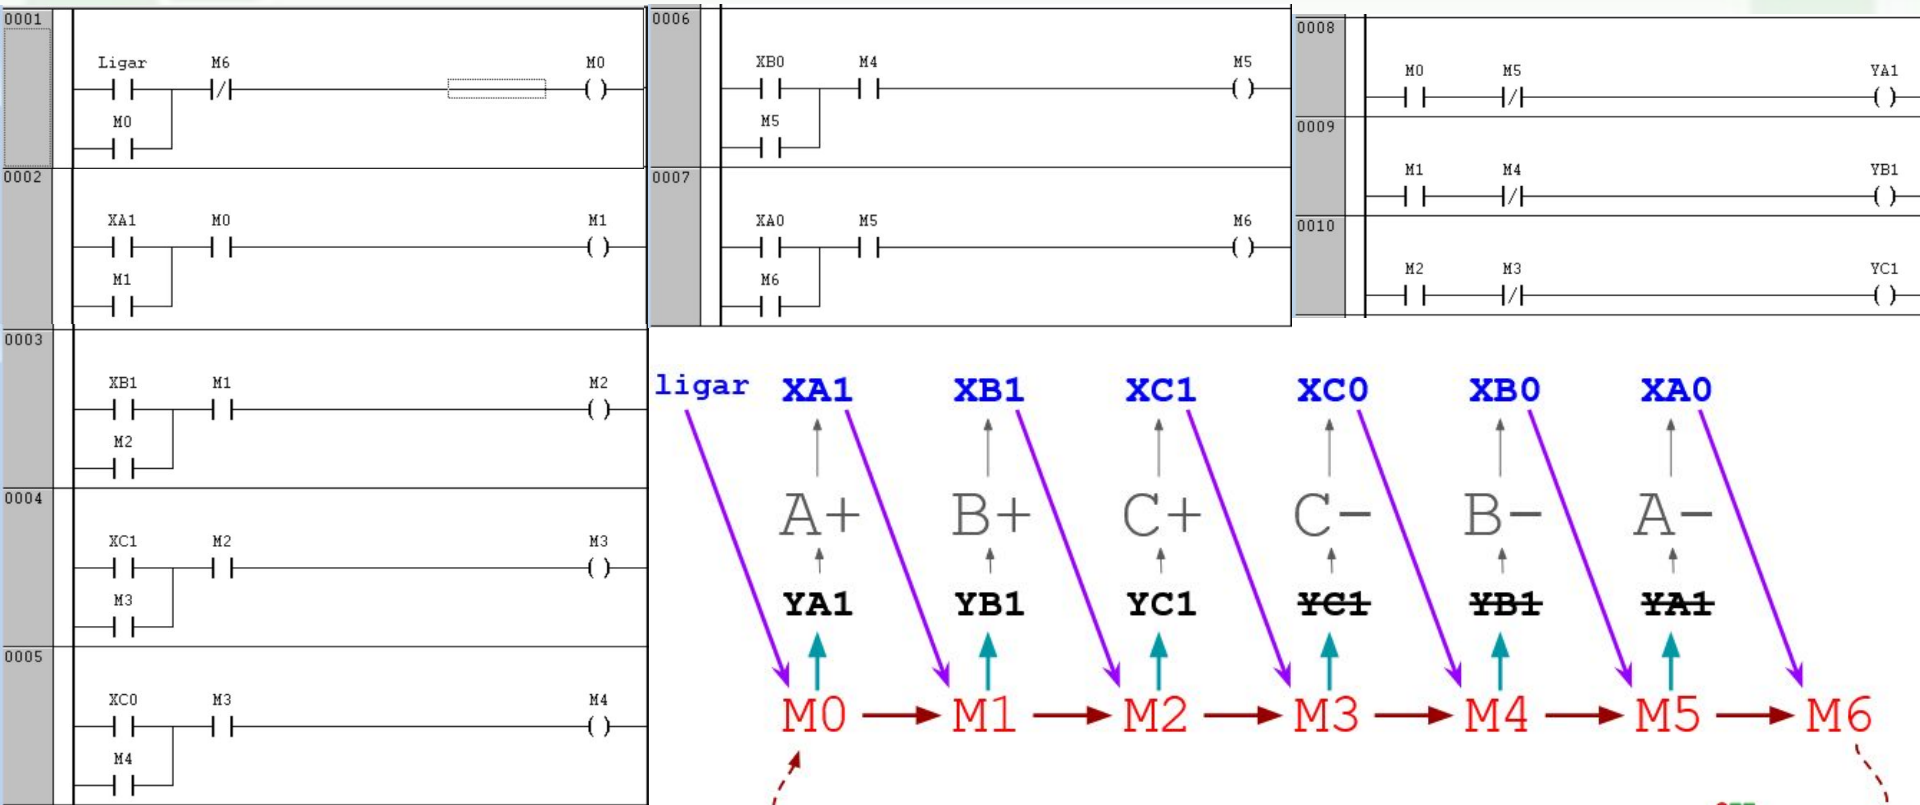 0001
Ligar M6 M0
M0
0002
XA1 M0 M1
M1
0003
XB1 M1 M2
M2
0004
XC1 M2 M3
M3
0005
XC0 M3 M4
M4
0006
XB0 M4 M5
M5
0007
XA0 M5 M6
M6
0008
M0 M5 YA1
0009
M1 M4 YB1
0010
M2 M3 YC1
ligar XA1 XB1 XC1 XC0 XB0 XA0
A+ B+ C+ C- B- A-
YA1 YB1 YC1 YC1 YB1 YA1
M0 M1 M2 M3 M4 M5 M6